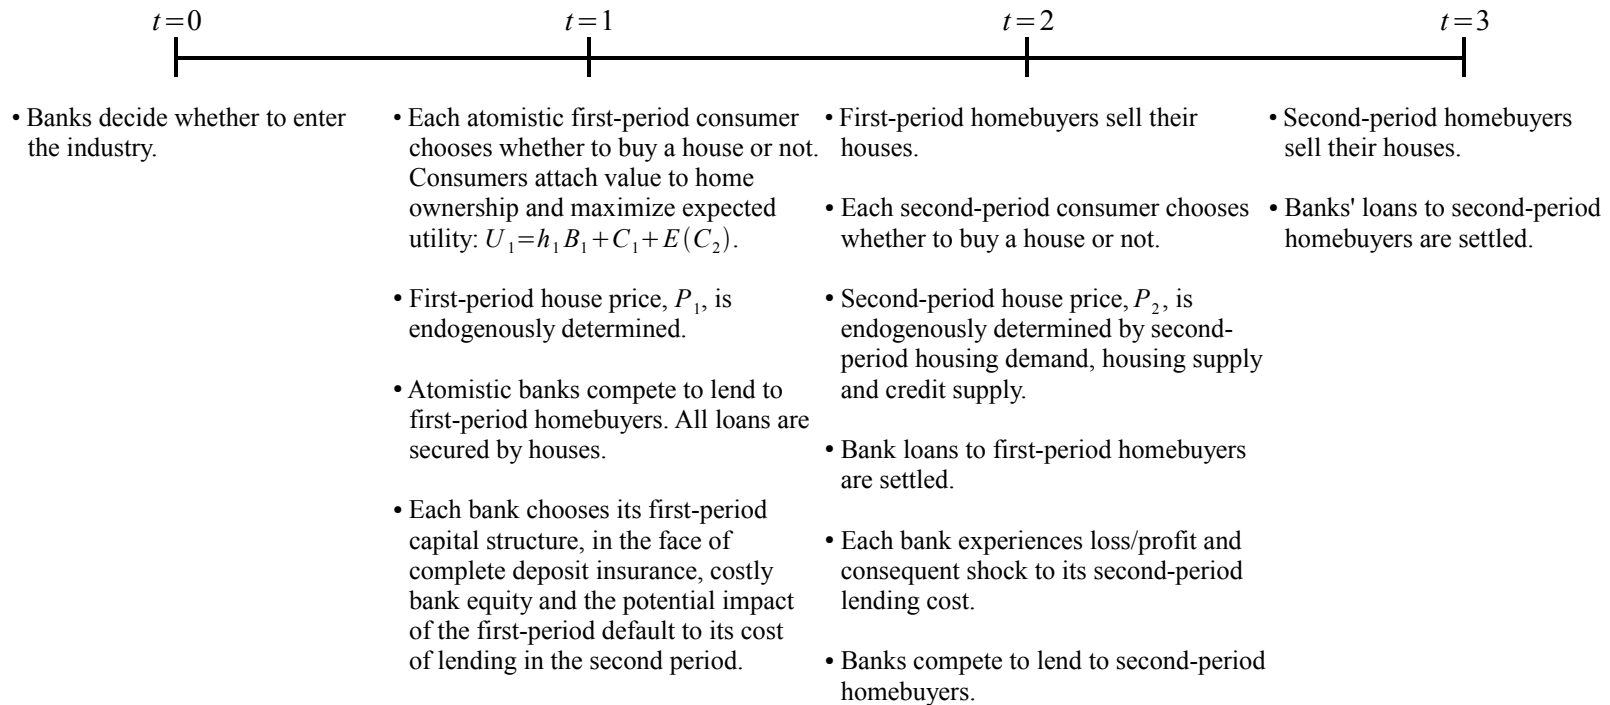 t=0
t=1
t=2
t=3
• Banks decide whether to enter
the industry.
• Each atomistic first-period consumer
chooses whether to buy a house or not.
Consumers attach value to home
ownership and maximize expected
utility: U₁=h₁B₁+C₁+E(C₂).
• First-period house price, P₁, is
endogenously determined.
• Atomistic banks compete to lend to
first-period homebuyers. All loans are
secured by houses.
• Each bank chooses its first-period
capital structure, in the face of
complete deposit insurance, costly
bank equity and the potential impact
of the first-period default to its cost
of lending in the second period.
• First-period homebuyers sell their
houses.
• Each second-period consumer chooses
whether to buy a house or not.
• Second-period house price, P₂, is
endogenously determined by second-
period housing demand, housing supply
and credit supply.
• Bank loans to first-period homebuyers
are settled.
• Each bank experiences loss/profit and
consequent shock to its second-period
lending cost.
• Banks compete to lend to second-period
homebuyers.
• Second-period homebuyers
sell their houses.
• Banks' loans to second-period
homebuyers are settled.